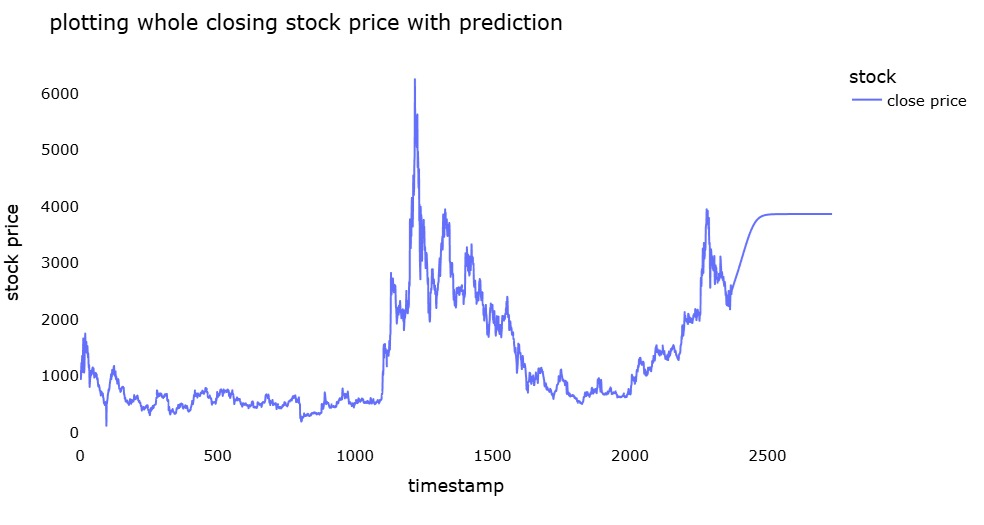 plotting whole closing stock price with prediction
stock
close price
6000
5000
4000
3000
2000
1000
0
stock price
0 500 1000 1500 2000 2500
timestamp